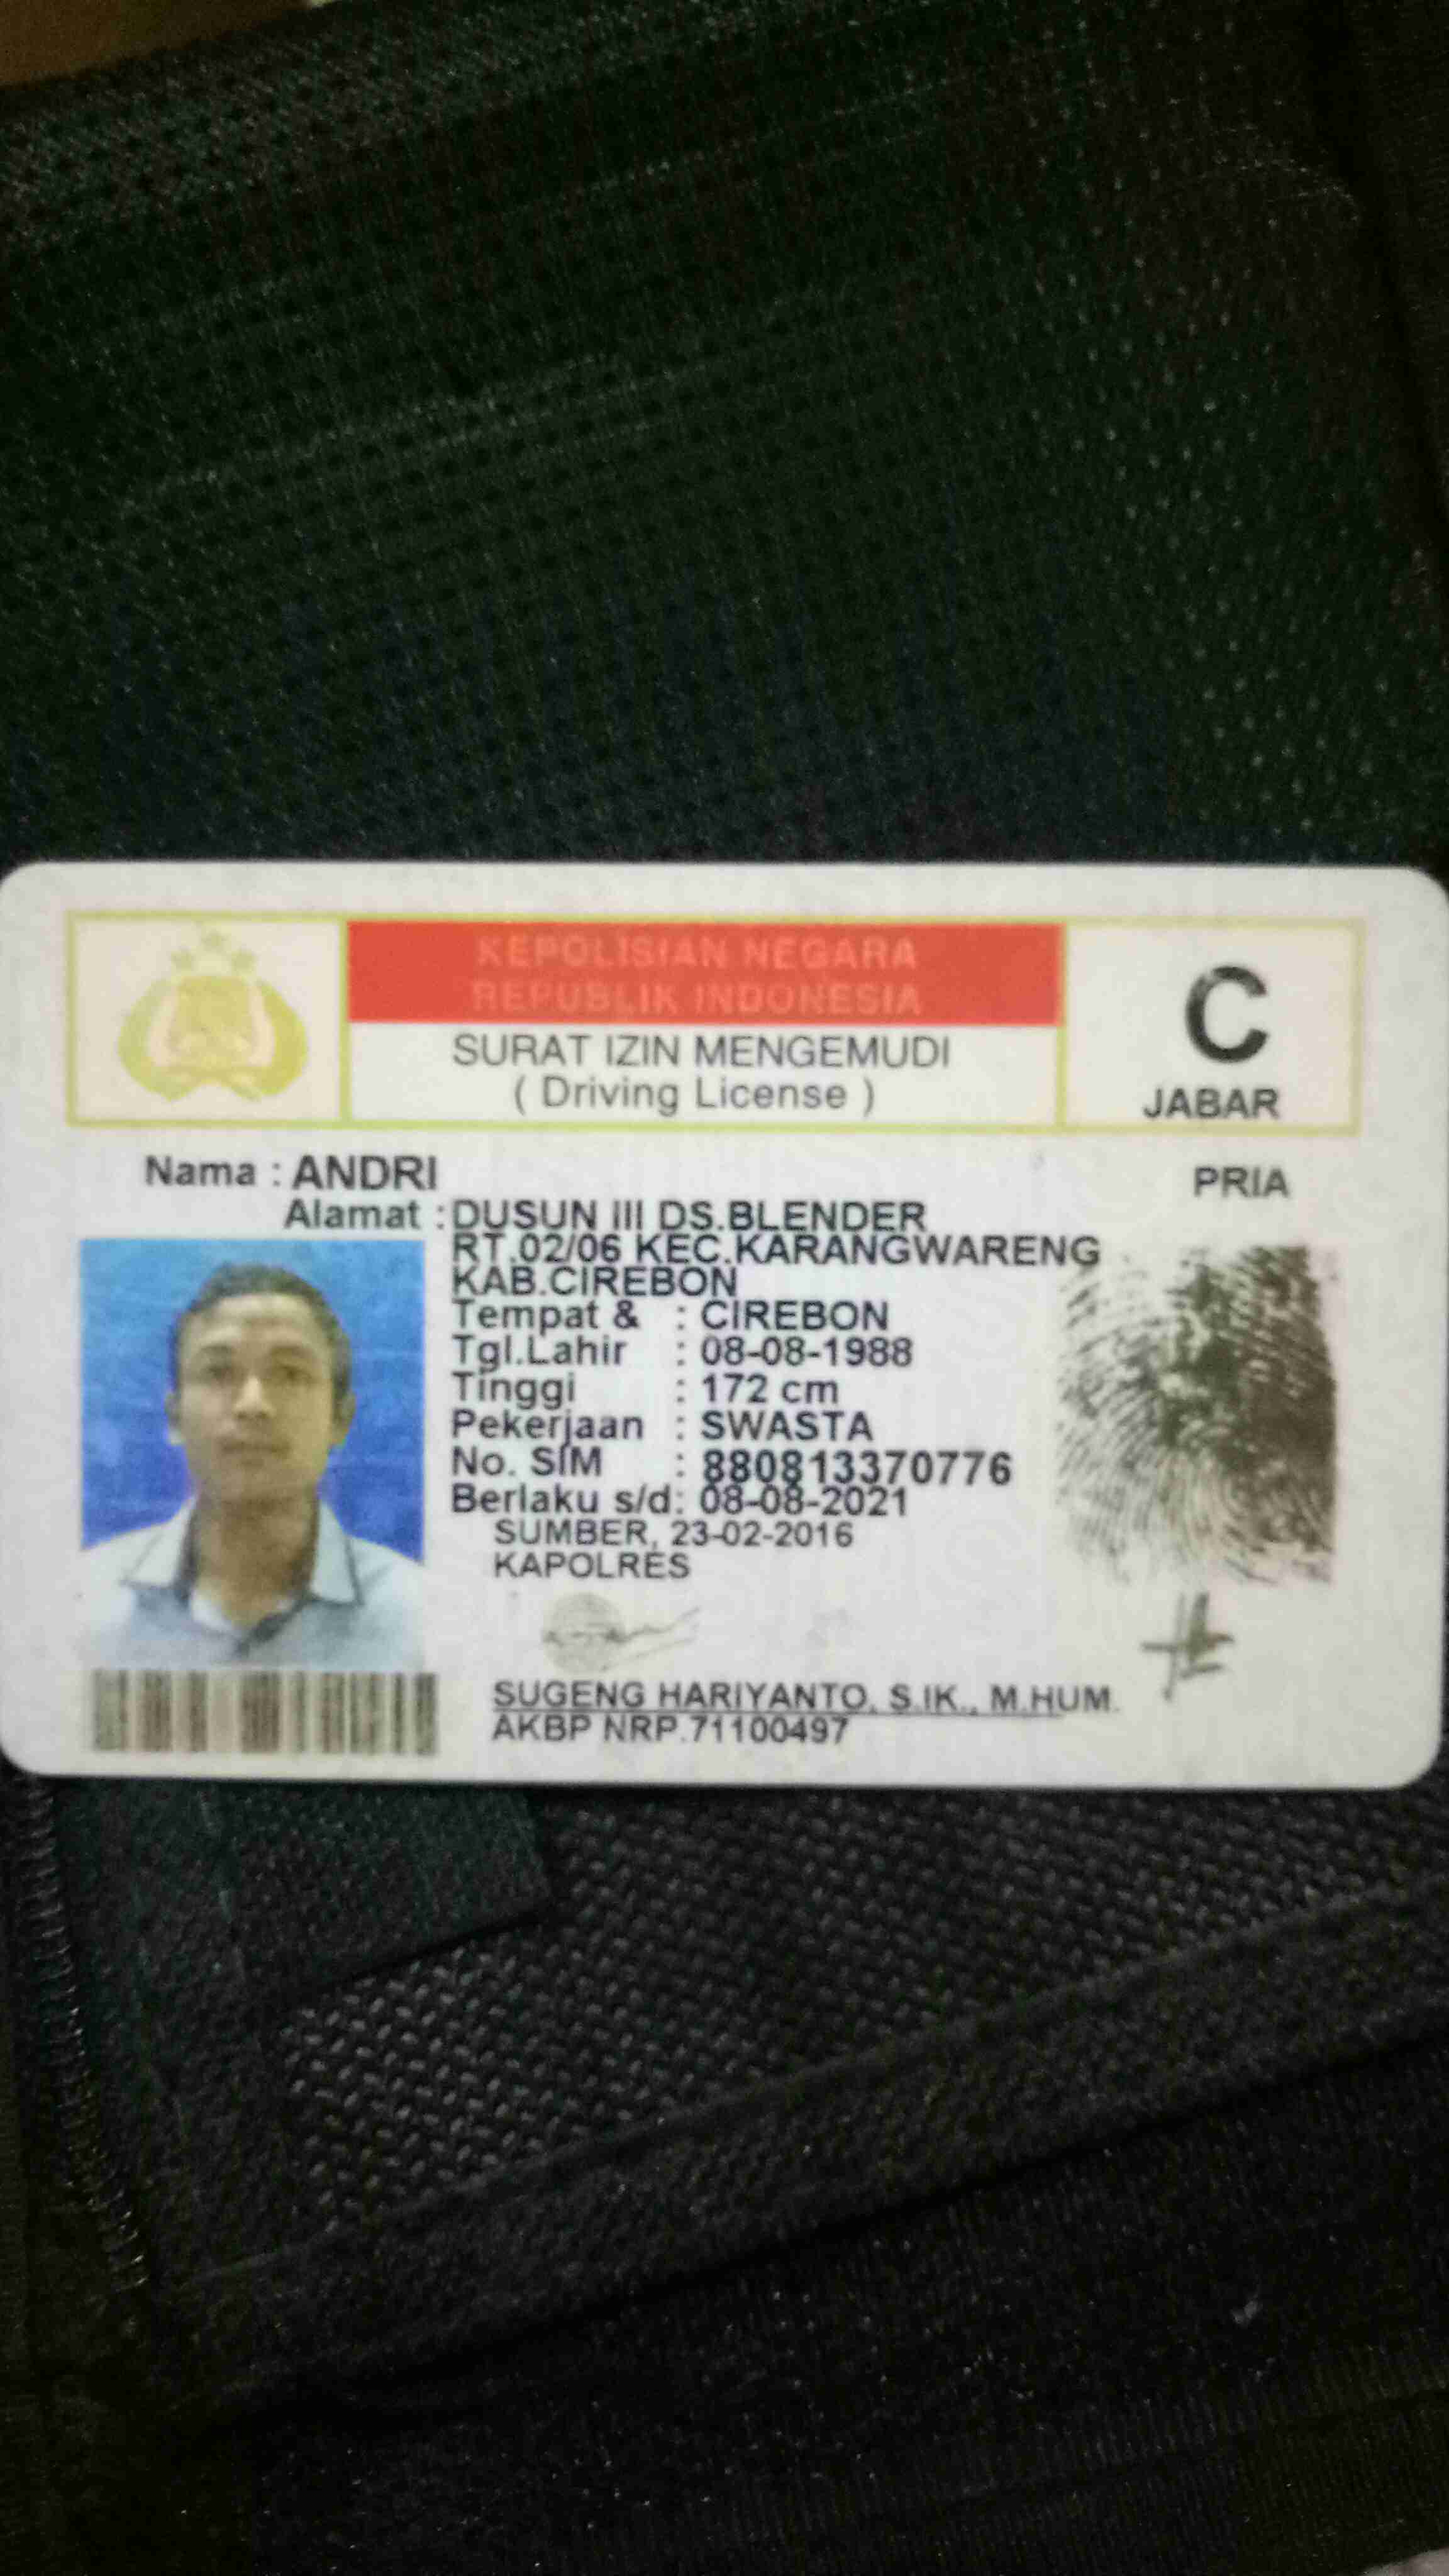 KEPOLISIAN NEGARA
REPUBLIK INDONESIA
SURAT IZIN MENGEMUDI
( Driving License )
C
JABAR
Nama : ANDRI
PRIA
Alamat : DUSUN III DS.BLENDER
RT.02/06 KEC.KARANGWARENG
KAB.CIREBON
Tempat & : CIREBON
Tgl.Lahir : 08-08-1988
Tinggi : 172 cm
Pekerjaan : SWASTA
No. SIM : 880813370776
Berlaku s/d: 08-08-2021
SUMBER, 23-02-2016
KAPOLRES
SUGENG HARIYANTO, S.IK., M.HUM.
AKBP NRP.71100497